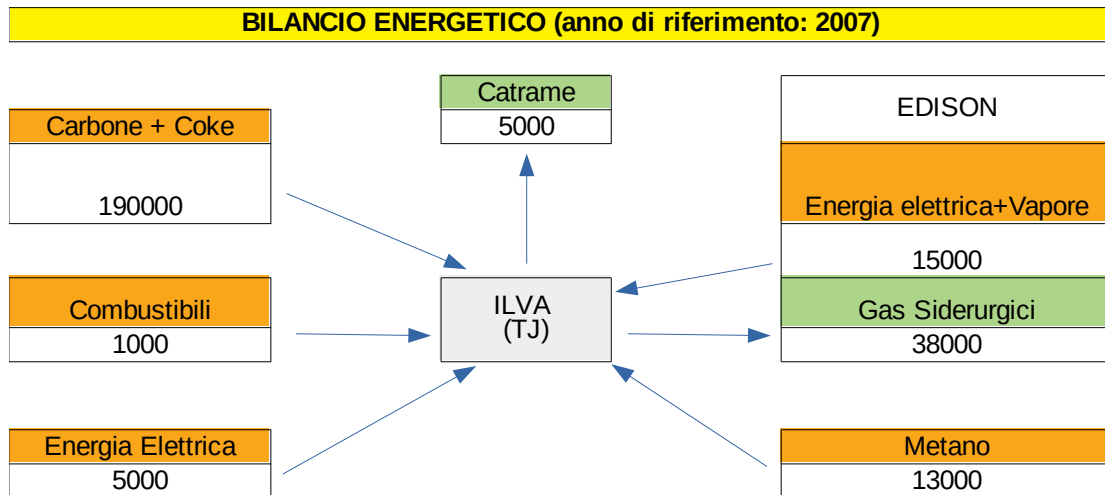 BILANCIO ENERGETICO (anno di riferimento: 2007)
Catrame
5000
EDISON
Carbone + Coke
190000
Energia elettrica+Vapore
15000
Combustibili
1000
ILVA
(TJ)
Gas Siderurgici
38000
Energia Elettrica
5000
Metano
13000